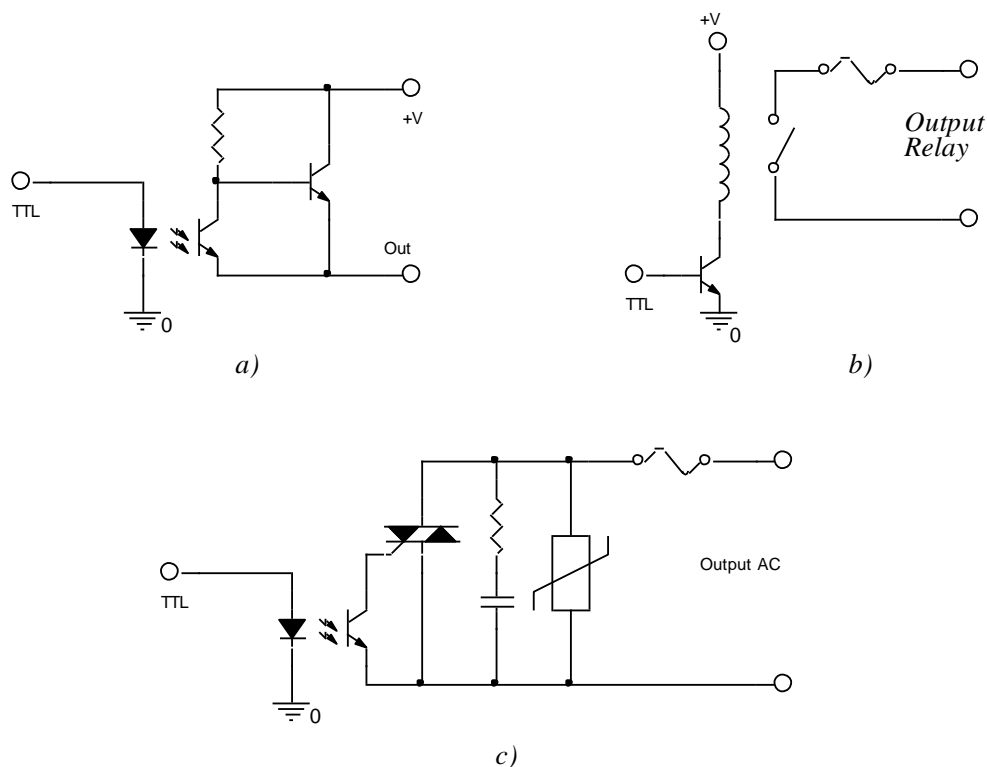 +V
TTL
Out
0
a)
+V
Output
Relay
TTL
0
b)
Output AC
TTL
0
c)